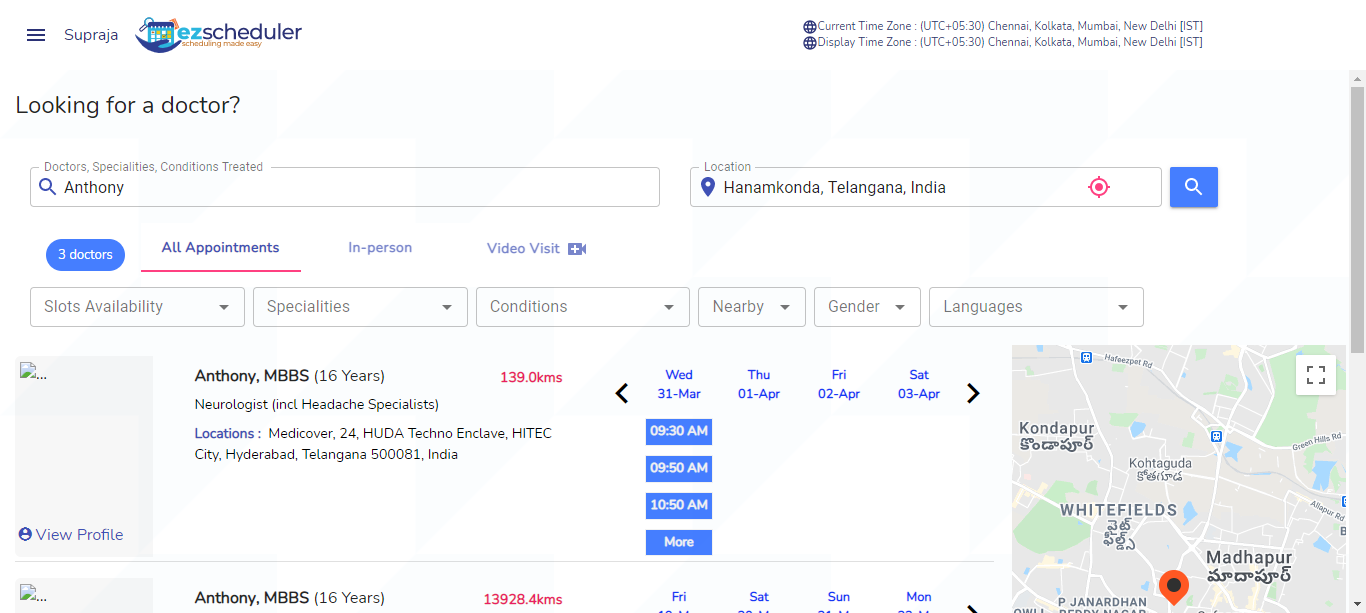 Supraja
ezscheduler
scheduling made easy
Current Time Zone : (UTC+05:30) Chennai, Kolkata, Mumbai, New Delhi [IST]
Display Time Zone : (UTC+05:30) Chennai, Kolkata, Mumbai, New Delhi [IST]
Looking for a doctor?
Doctors, Specialities, Conditions Treated
Anthony
Location
Hanamkonda, Telangana, India
3 doctors
All Appointments
In-person
Video Visit
Slots Availability
Specialities
Conditions
Nearby
Gender
Languages
...
View Profile
Anthony, MBBS (16 Years)
139.0kms
Neurologist (incl Headache Specialists)
Locations : Medicover, 24, HUDA Techno Enclave, HITEC
City, Hyderabad, Telangana 500081, India
Wed Thu Fri Sat
31-Mar 01-Apr 02-Apr 03-Apr
09:30 AM
09:50 AM
10:50 AM
More
Hafeezpet Rd
Kondapur
కొండాపూర్
Green Hills Rd
Kohtaguda
కోతగూడ
Allapur Rd
WHITEFIELDS
వైట్
ఫీల్డ్స్
Madhapur
మాదాపూర్
P JANARDHAN
...
Anthony, MBBS (16 Years)
13928.4kms
Fri Sat Sun Mon